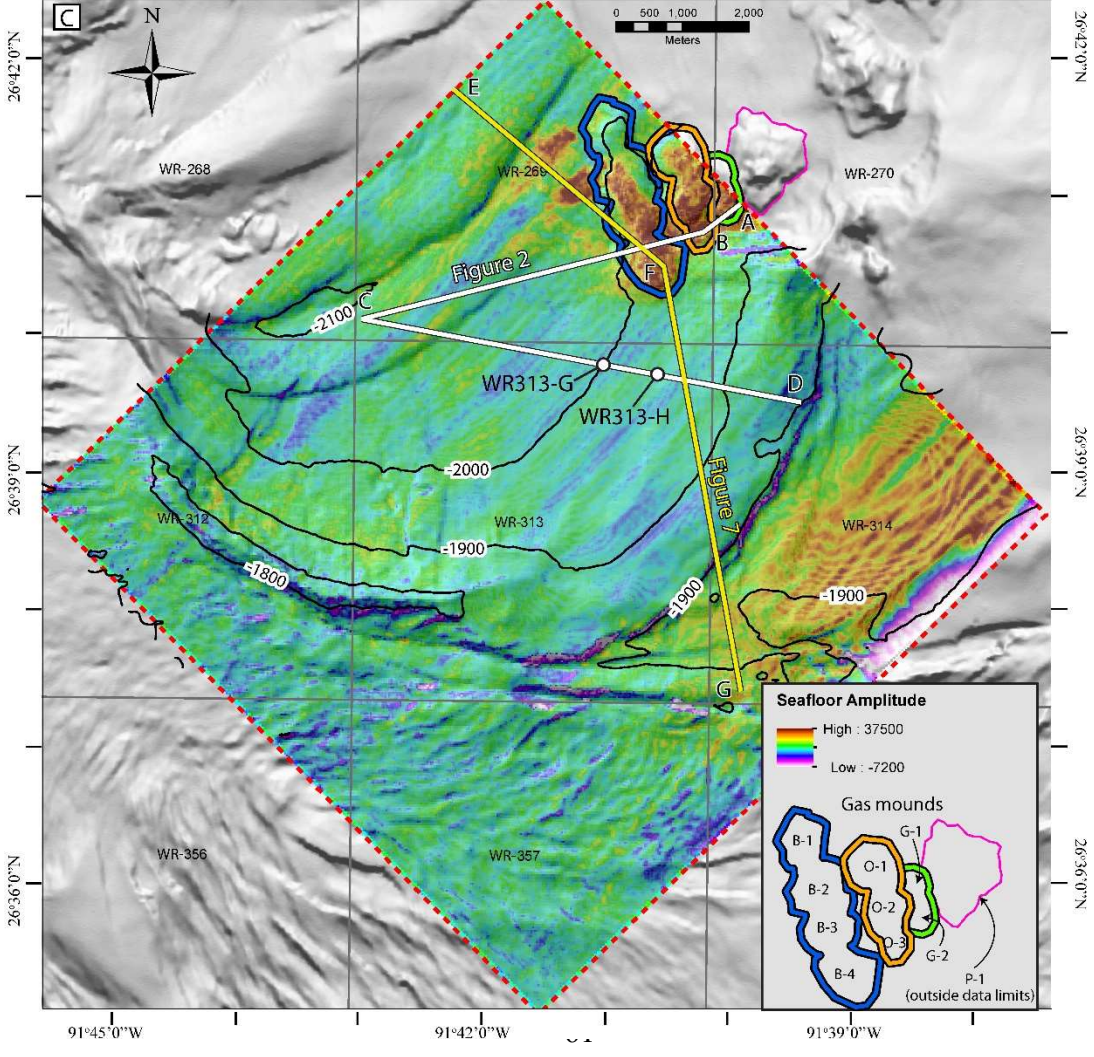 C
N
0 500 1,000 2,000
Meters
26°42'0"N
26°42'0"N
E
WR-268
WR-269
WR-270
A
B
Figure 2
F
C
-2100
D
WR313-G
WR313-H
26°39'0"N
26°39'0"N
-2000
Figure 7
WR-312
WR-313
WR-314
-1900
-1800
-1900
-1900
G
WR-356
WR-357
26°36'0"N
26°36'0"N
Seafloor Amplitude
High : 37500
Low : -7200
Gas mounds
B-1
G-1
O-1
B-2
O-2
B-3
O-3
G-2
B-4
P-1
(outside data limits)
91°45'0"W
91°42'0"W
91°39'0"W